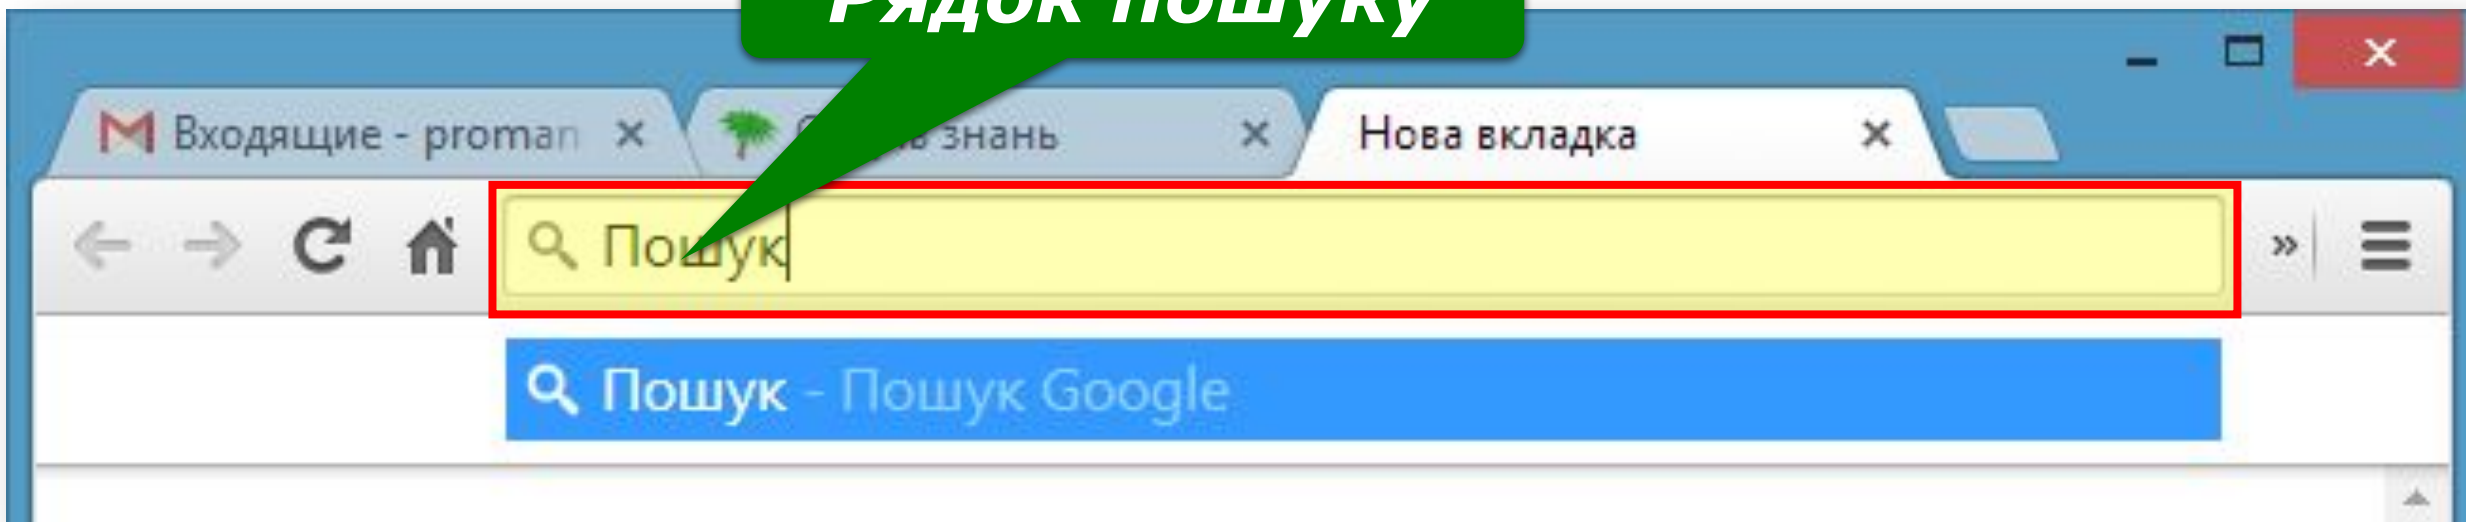 Рядок пошуку
Входящие - proman
знань
Нова вкладка
Пошук
Пошук - Пошук Google